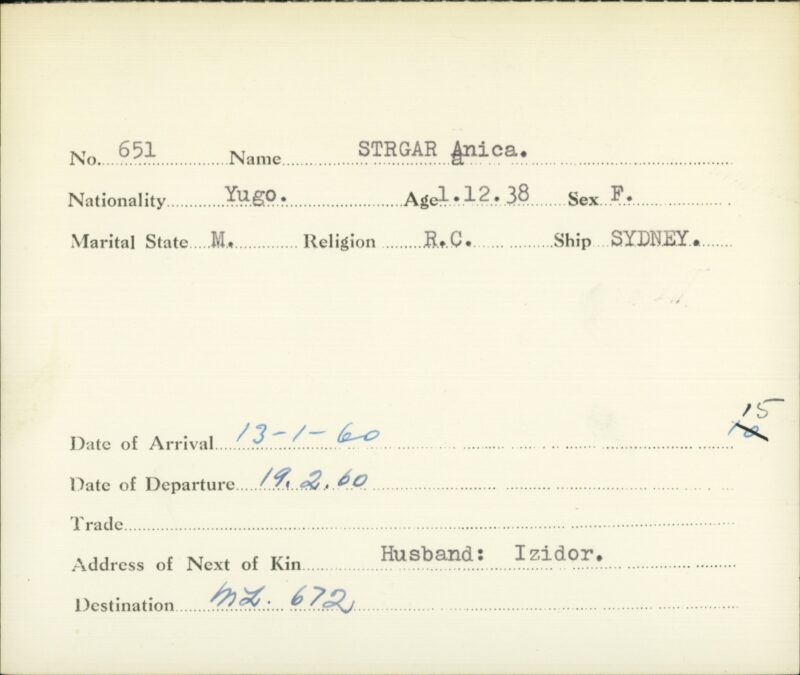 No. 651 Name STRGAR Anica.
Nationality Yugo. Age 1.12.38 Sex F.
Marital State M. Religion R.C. Ship SYDNEY.
15
Date of Arrival 13-1-60
Date of Departure 19.2.60
Trade
Address of Next of Kin Husband: Izidor.
Destination ML. 672